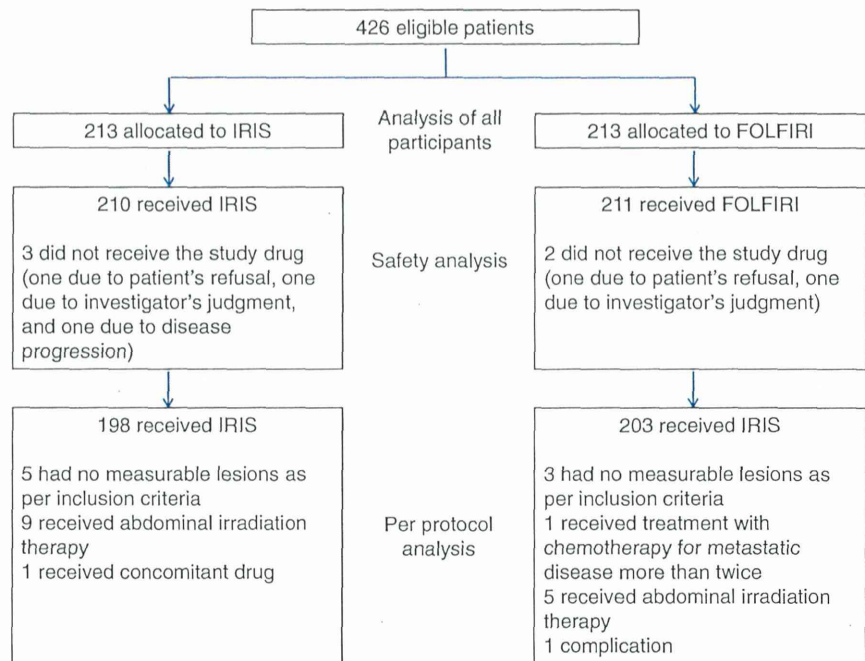 426 eligible patients
213 allocated to IRIS
Analysis of all
participants
213 allocated to FOLFIRI
210 received IRIS
3 did not receive the study drug
(one due to patient's refusal, one
due to investigator's judgment,
and one due to disease
progression)
Safety analysis
211 received FOLFIRI
2 did not receive the study drug
(one due to patient's refusal, one
due to investigator's judgment)
198 received IRIS
5 had no measurable lesions as
per inclusion criteria
9 received abdominal irradiation
therapy
1 received concomitant drug
Per protocol
analysis
203 received IRIS
3 had no measurable lesions as
per inclusion criteria
1 received treatment with
chemotherapy for metastatic
disease more than twice
5 received abdominal irradiation
therapy
1 complication